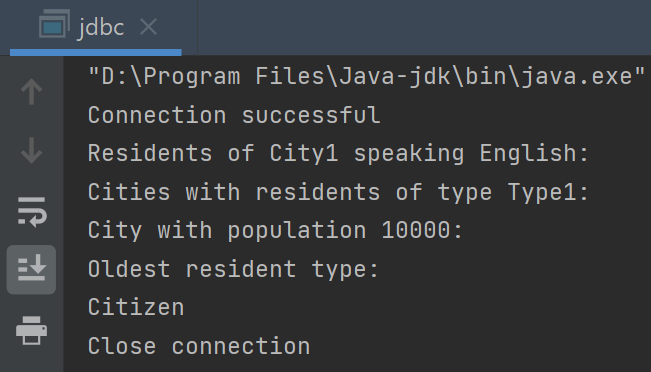 jdbc
"D:\Program Files\Java-jdk\bin\java.exe"
Connection successful
Residents of City1 speaking English:
Cities with residents of type Type1:
City with population 10000:
Oldest resident type:
Citizen
Close connection